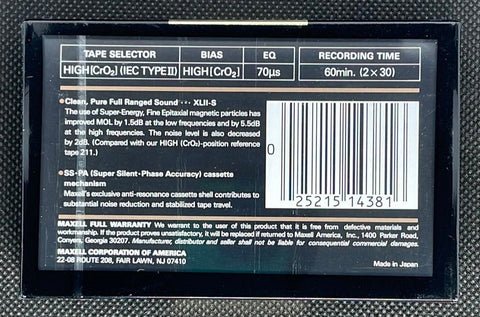 TAPE SELECTOR BIAS EQ RECORDING TIME
HIGH[CrO₂] (IEC TYPE II) HIGH[CrO₂] 70μs 60min. (2×30)
●Clean, Pure Full Ranged Sound ··· XLII-S
The use of Super-Energy, Fine Epitaxial magnetic particles has
improved MOL by 1.5dB at the low frequencies and by 5.5dB
at the high frequencies. The noise level is also decreased
by 2dB. (Compared with our HIGH (CrO₂)-position reference
tape 211.)
●SS-PA (Super Silent-Phase Accuracy) cassette
mechanism
Maxell's exclusive anti-resonance cassette shell contributes to
substantial noise reduction and stabilized tape travel.
0 25215 14381
MAXELL FULL WARRANTY We warrant to the user of this product that it is free from defective materials and
workmanship. If the product proves unsatisfactory, it will be replaced if returned to Maxell America, Inc., 1400 Parker Road,
Conyers, Georgia 30207. Manufacturer, distributor and seller shall not be liable for consequential commercial damages.
MAXELL CORPORATION OF AMERICA
22-08 ROUTE 208, FAIR LAWN, NJ 07410
Made in Japan